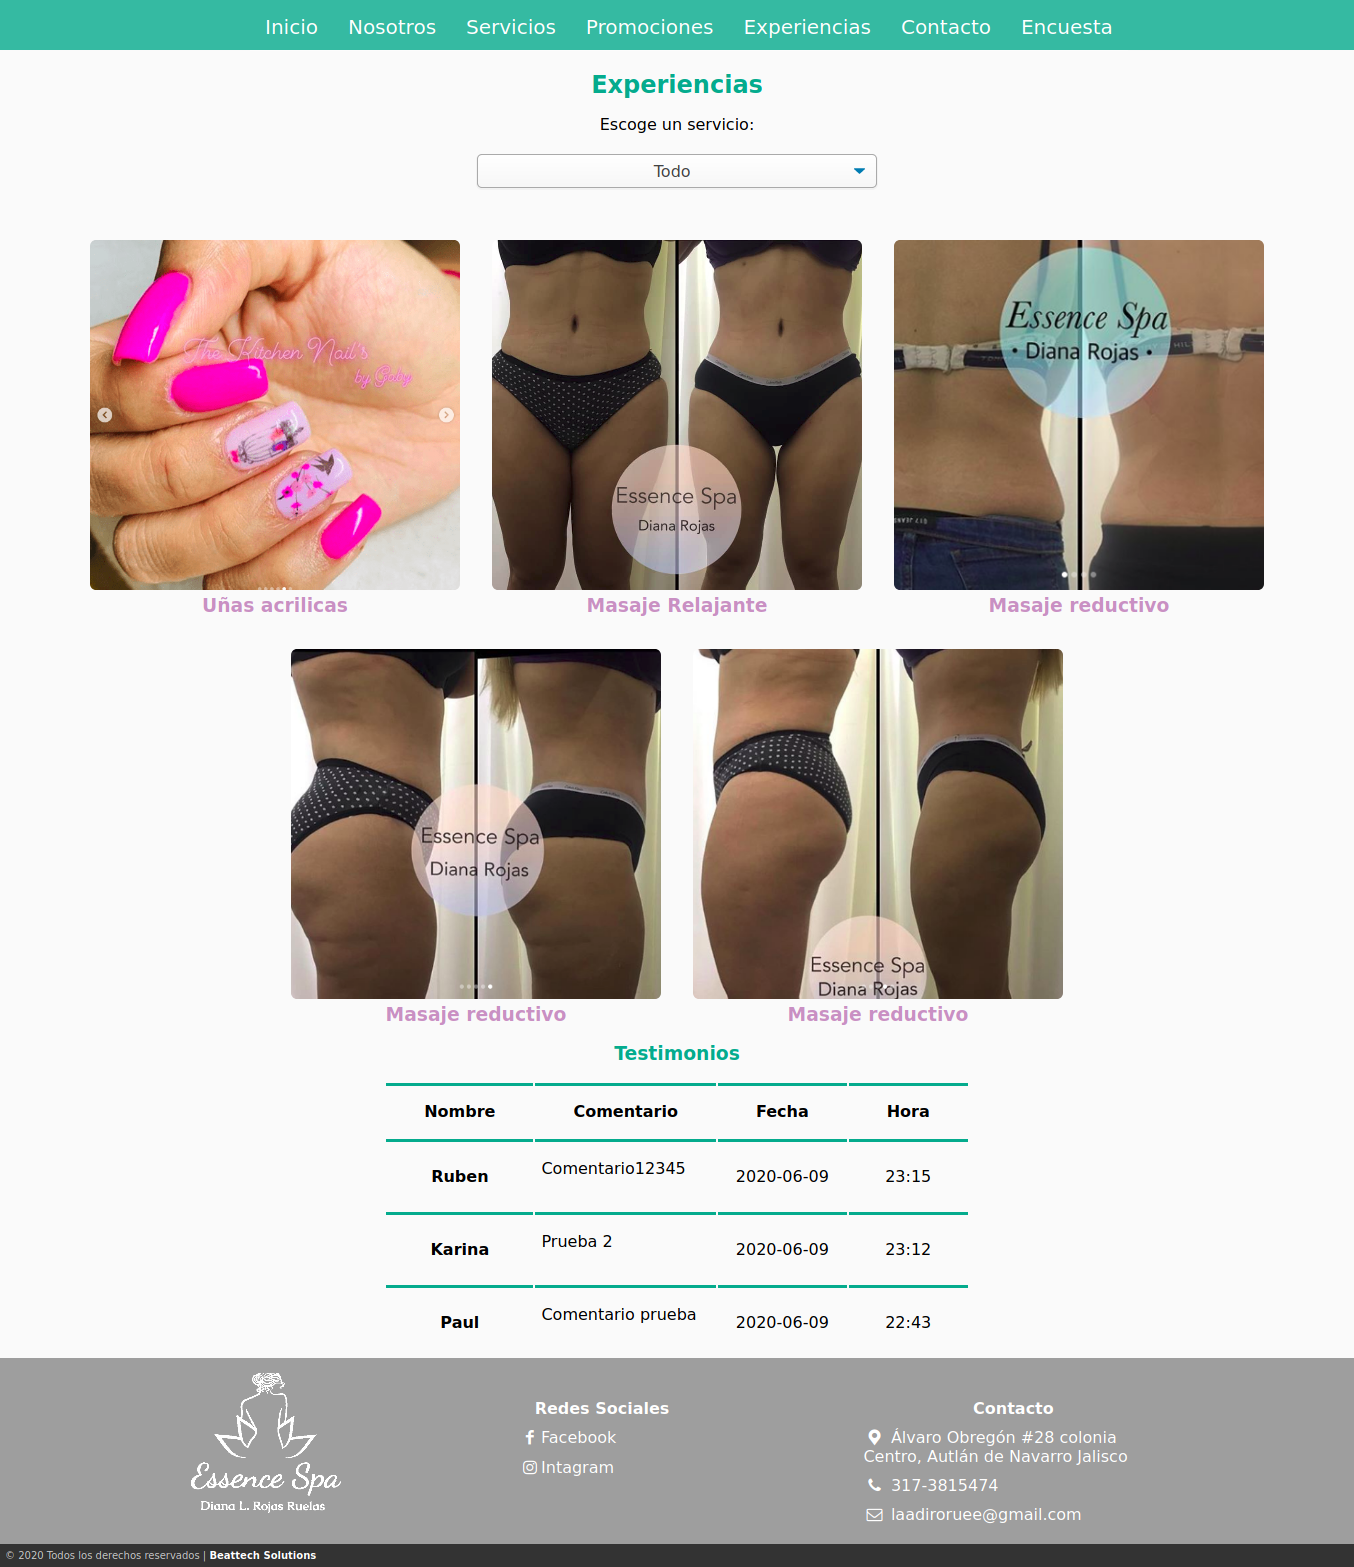 Inicio Nosotros Servicios Promociones Experiencias Contacto Encuesta
Experiencias
Escoge un servicio:
Todo
The Kitchen Nail's
by Gaby
Essence Spa
Diana Rojas
Essence Spa
• Diana Rojas •
Uñas acrilicas
Masaje Relajante
Masaje reductivo
Essence Spa
Diana Rojas
Essence Spa
Diana Rojas
Masaje reductivo
Masaje reductivo
Testimonios
Nombre Comentario Fecha Hora
Ruben Comentario12345 2020-06-09 23:15
Karina Prueba 2 2020-06-09 23:12
Paul Comentario prueba 2020-06-09 22:43
Essence Spa
Diana L. Rojas Ruelas
Redes Sociales
Facebook
Intagram
Contacto
Álvaro Obregón #28 colonia
Centro, Autlán de Navarro Jalisco
317-3815474
laadiroruee@gmail.com
© 2020 Todos los derechos reservados | Beattech Solutions